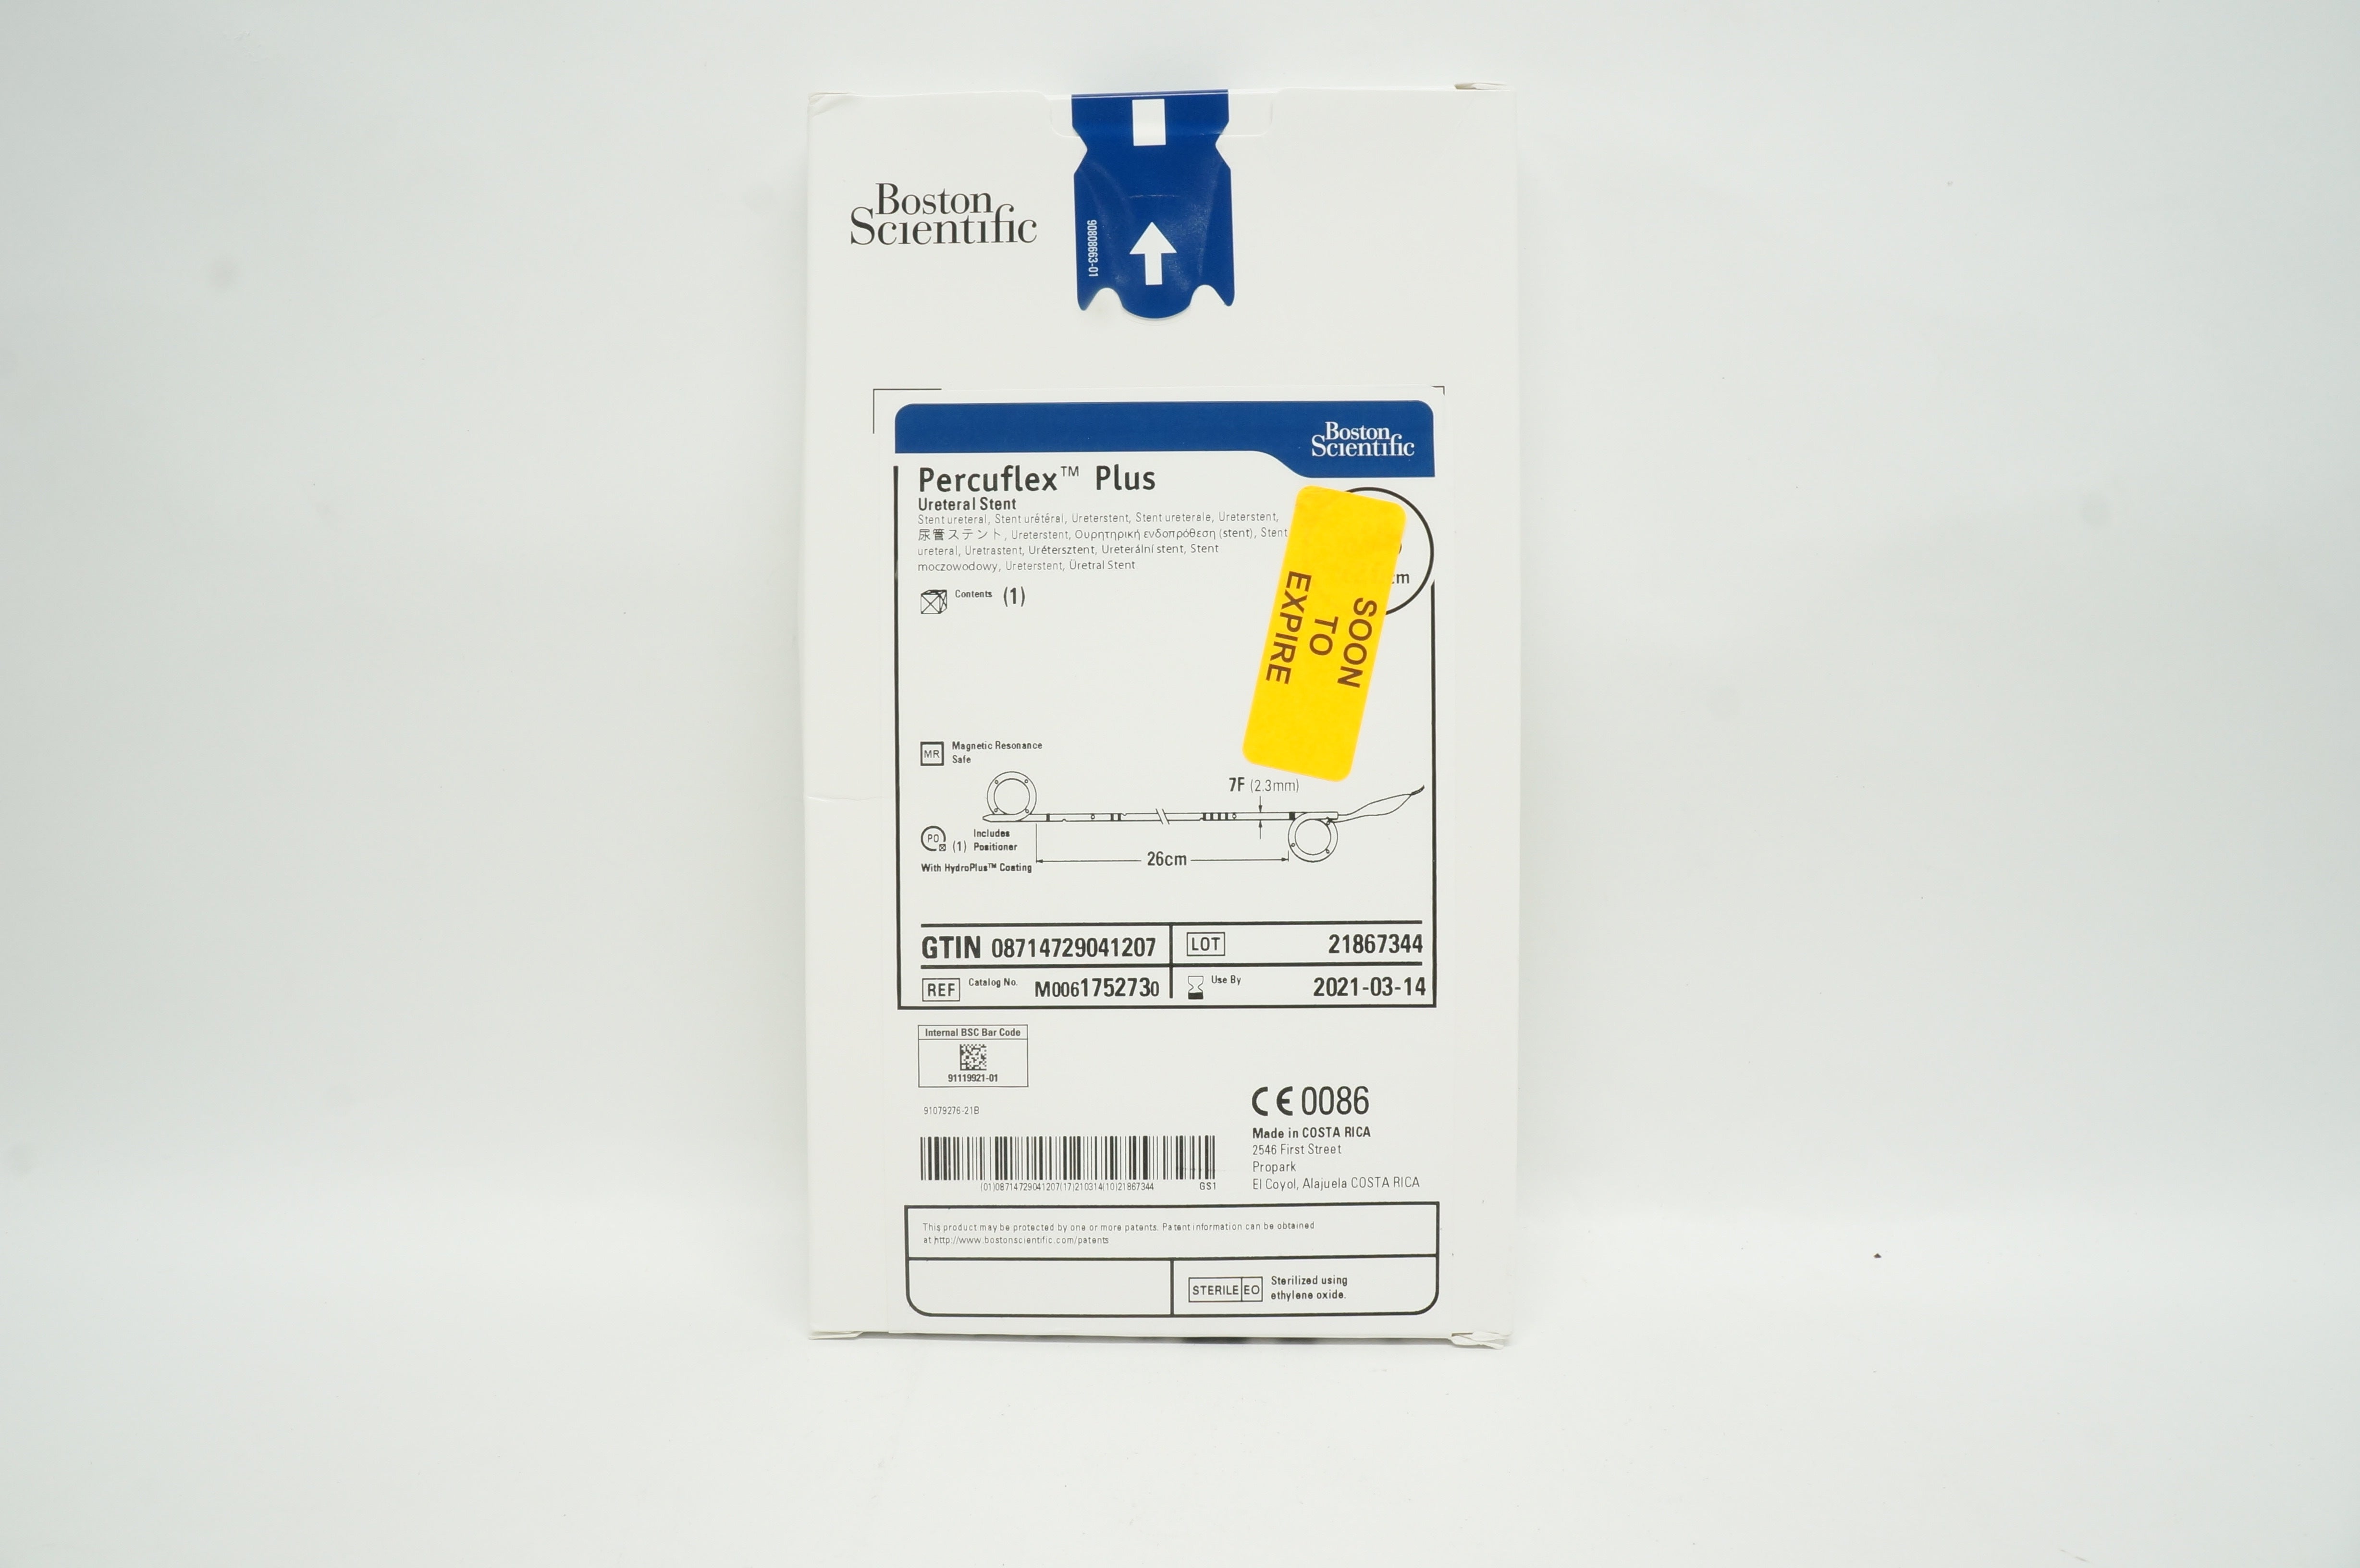 Boston
Scientific
90808663-01
Boston
Scientific
Percuflex™ Plus
Ureteral Stent
Stent ureteral, Stent urétéral, Ureterstent, Stent ureterale, Ureterstent,
尿管ステント, Ureterstent, Ουρητηρική ενδοπρόθεση (stent), Stent
ureteral, Uretrastent, Urétersztent, Ureterální stent, Stent
moczowodowy, Ureterstent, Üretral Stent
Contents (1)
SOON
TO
EXPIRE
MR Magnetic Resonance
Safe
7F (2.3mm)
PD (1) Includes
Positioner
26cm
With HydroPlus™ Coating
GTIN 08714729041207 LOT 21867344
REF Catalog No. M0061752730 Use By 2021-03-14
Internal BSC Bar Code
91119921-01
91079276-21B
CE 0086
Made in COSTA RICA
2546 First Street
Propark
El Coyol, Alajuela COSTA RICA
(01)08714729041207(17)210314(10)21867344 GS1
This product may be protected by one or more patents. Patent information can be obtained
at http://www.bostonscientific.com/patents
STERILE EO Sterilized using
ethylene oxide.